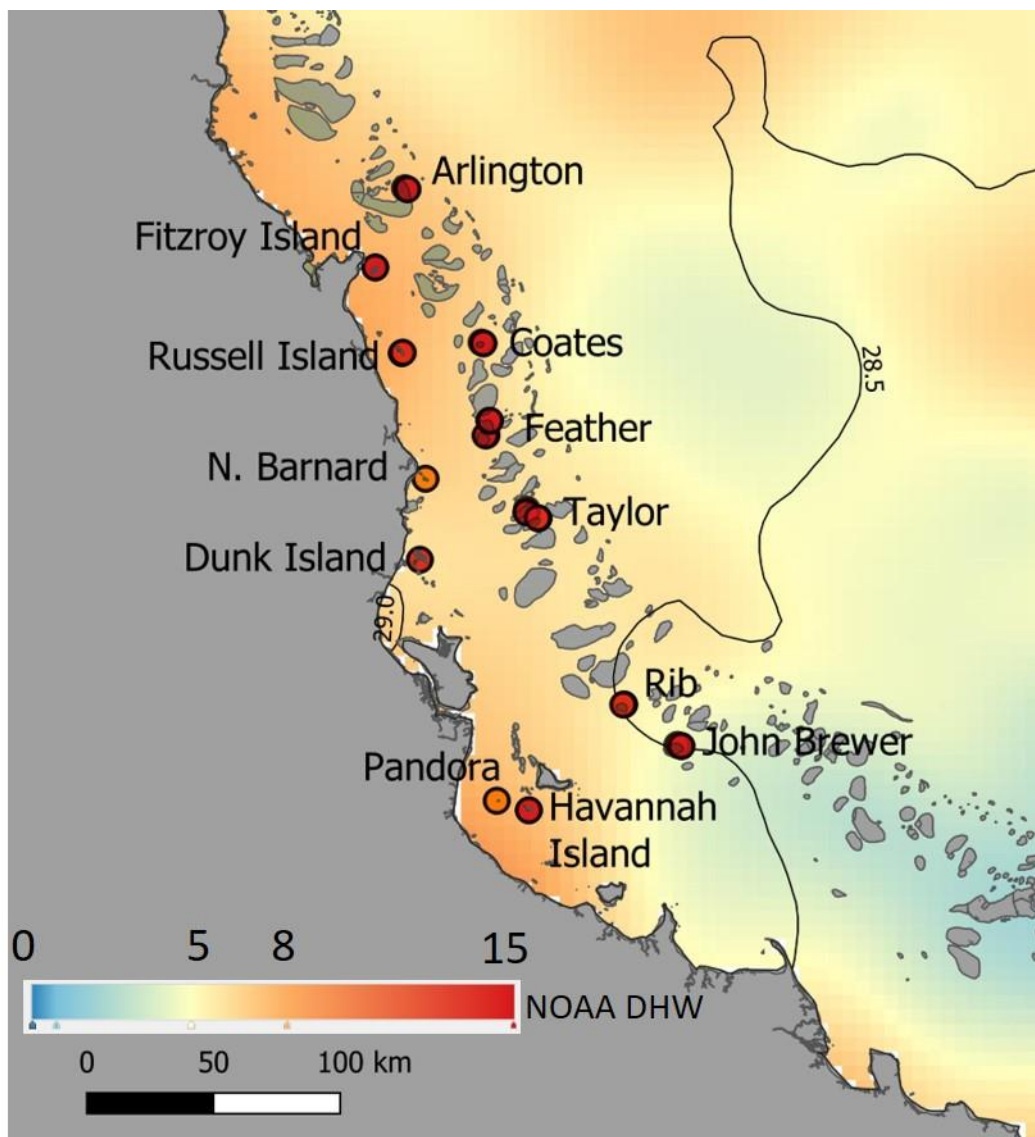 Arlington
Fitzroy Island
28.5
Coates
Russell Island
Feather
N. Barnard
Taylor
Dunk Island
29.0
Rib
John Brewer
Pandora
Havannah
Island
0 5 8 15
NOAA DHW
0 50 100 km